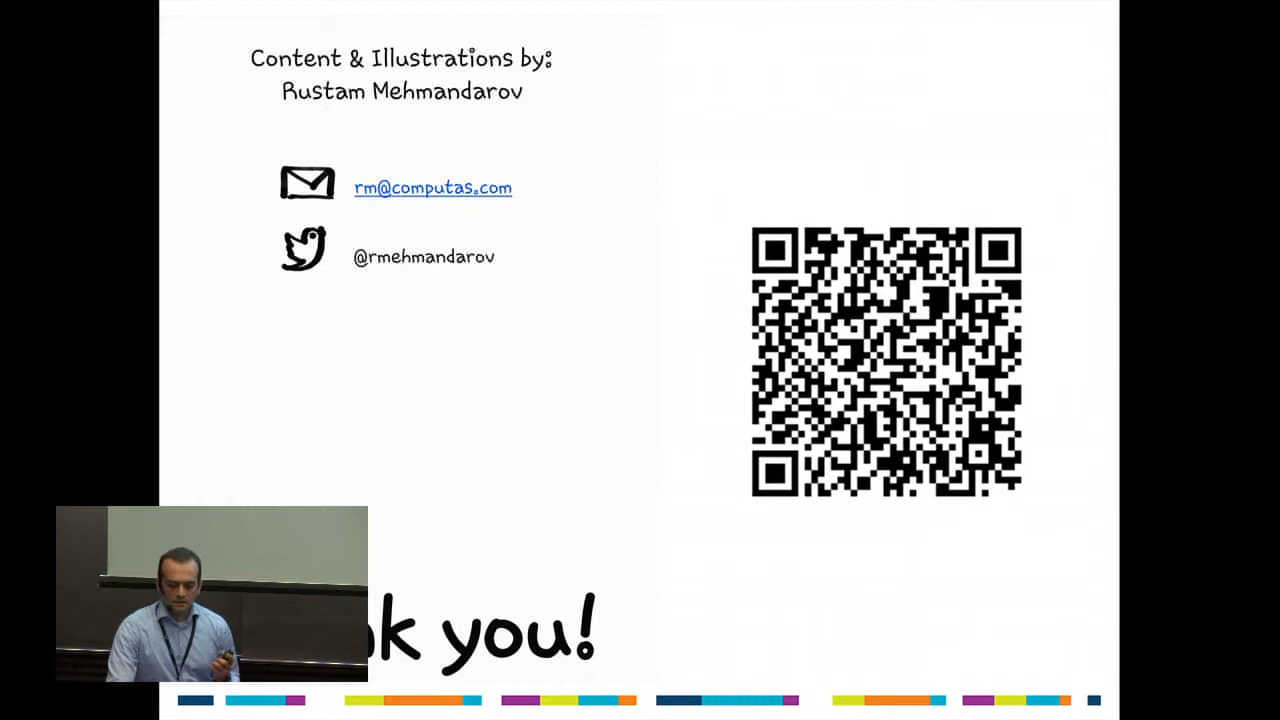 Content & Illustrations by:
Rustam Mehmandarov
rm@computas.com
@rmehmandarov
you!